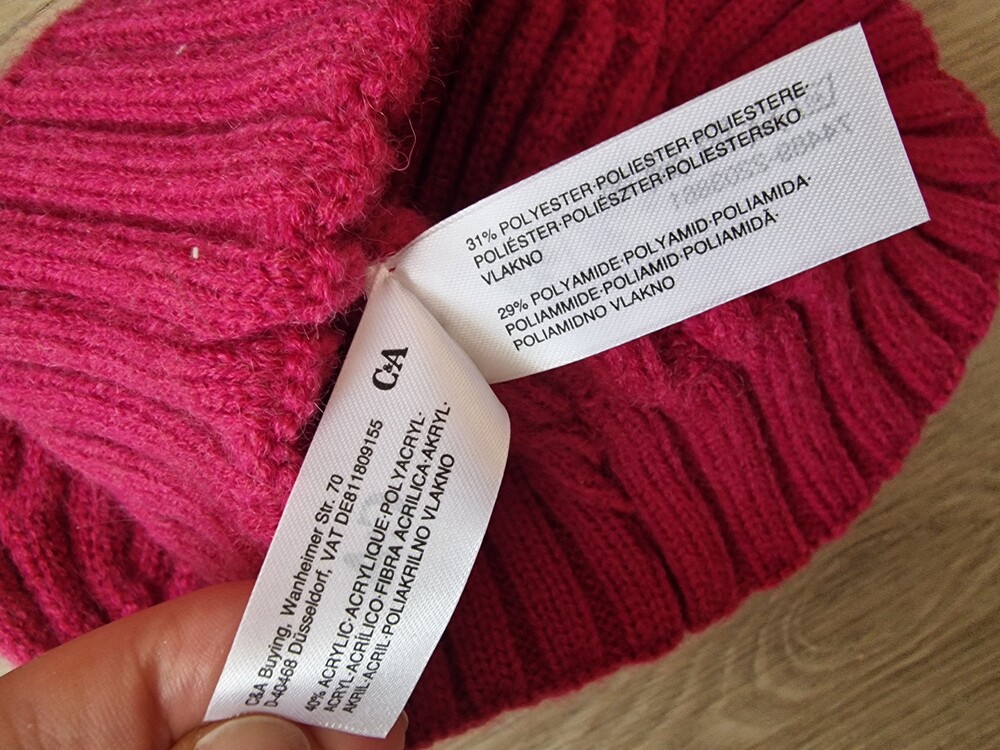 C&A
C&A Buying, Wanheimer Str. 70
D-40468 Düsseldorf, VAT DE811809155
40% ACRYLIC·ACRYLIQUE·POLYACRYL·
ACRYL·ACRÍLICO·FIBRA ACRILICA·AKRYL·
AKRIL·ACRIL·POLIAKRILNO VLAKNO
31% POLYESTER·POLIESTER·POLIESTERE·
POLIÉSTER·POLIÉSZTER·POLIESTERSKO
VLAKNO
29% POLYAMIDE·POLYAMID·POLIAMIDA·
POLIAMMIDE·POLIAMID·POLIAMIDĂ·
POLIAMIDNO VLAKNO